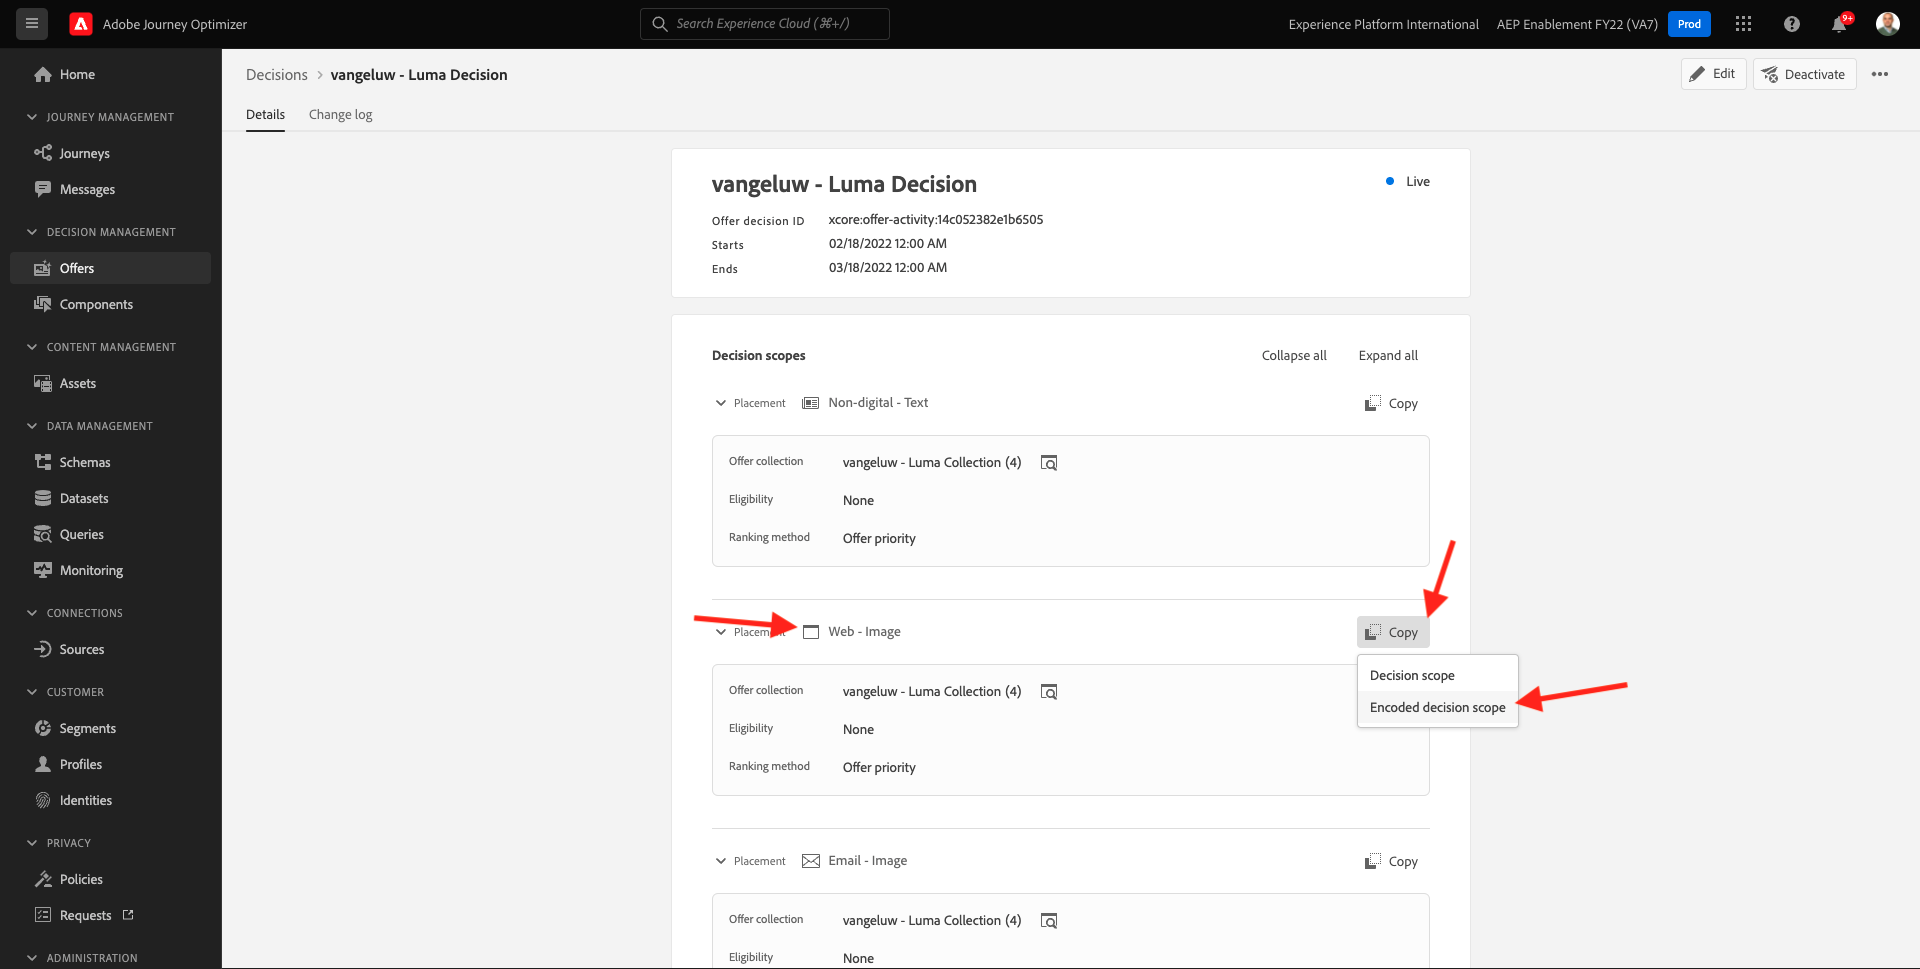 Adobe Journey Optimizer
Search Experience Cloud (⌘+/)
Experience Platform International
AEP Enablement FY22 (VA7)
Prod
9+
Home
JOURNEY MANAGEMENT
Journeys
Messages
DECISION MANAGEMENT
Offers
Components
CONTENT MANAGEMENT
Assets
DATA MANAGEMENT
Schemas
Datasets
Queries
Monitoring
CONNECTIONS
Sources
CUSTOMER
Segments
Profiles
Identities
PRIVACY
Policies
Requests
ADMINISTRATION
Decisions > vangeluw - Luma Decision
Edit
Deactivate
Details
Change log
vangeluw - Luma Decision
Live
Offer decision ID xcore:offer-activity:14c052382e1b6505
Starts 02/18/2022 12:00 AM
Ends 03/18/2022 12:00 AM
Decision scopes
Collapse all
Expand all
Placement Non-digital - Text
Copy
Offer collection vangeluw - Luma Collection (4)
Eligibility None
Ranking method Offer priority
Placement Web - Image
Copy
Decision scope
Encoded decision scope
Offer collection vangeluw - Luma Collection (4)
Eligibility None
Ranking method Offer priority
Placement Email - Image
Copy
Offer collection vangeluw - Luma Collection (4)
Eligibility None